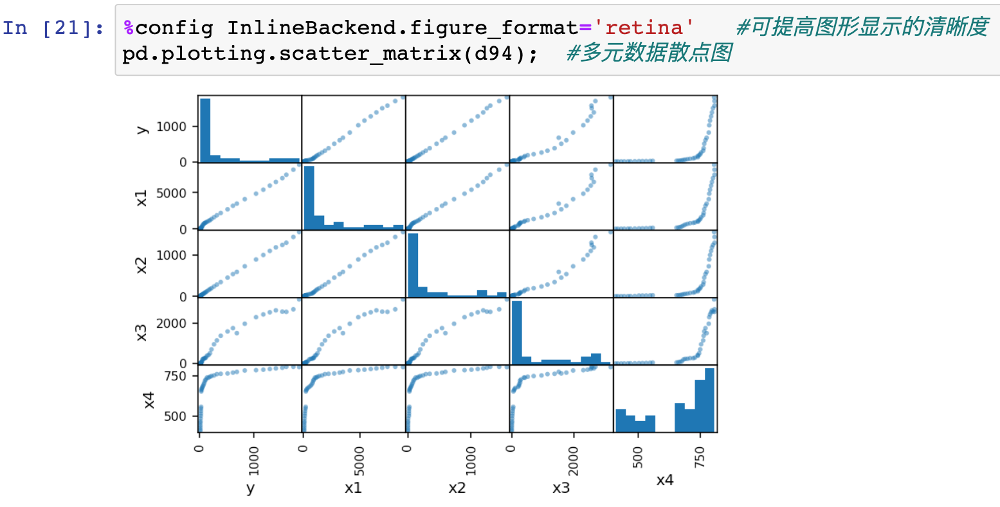 In [21]: %config InlineBackend.figure_format='retina' #可提高图形显示的清晰度
pd.plotting.scatter_matrix(d94); #多元数据散点图
y
1000
0
x1
5000
0
x2
1000
0
x3
2000
0
x4
750
500
0 1000 0 5000 0 1000 0 2000 500 750
y x1 x2 x3 x4